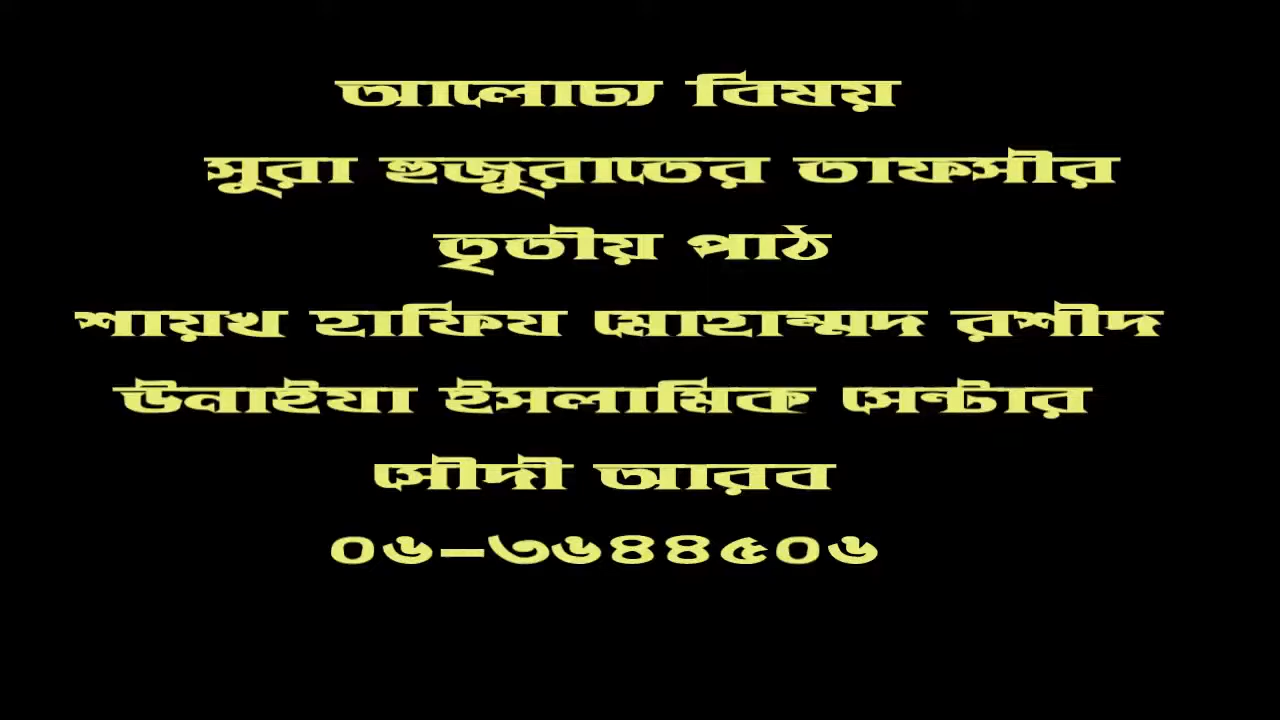 আলোচ্য বিষয়
সুরা হুজুরাতের তাফসীর
তৃতীয় পাঠ
শায়খ হাফিয মোহাম্মদ রশীদ
উনাইযা ইসলামিক সেন্টার
সৌদী আরব
০৬-৩৬৪৪৫০৬